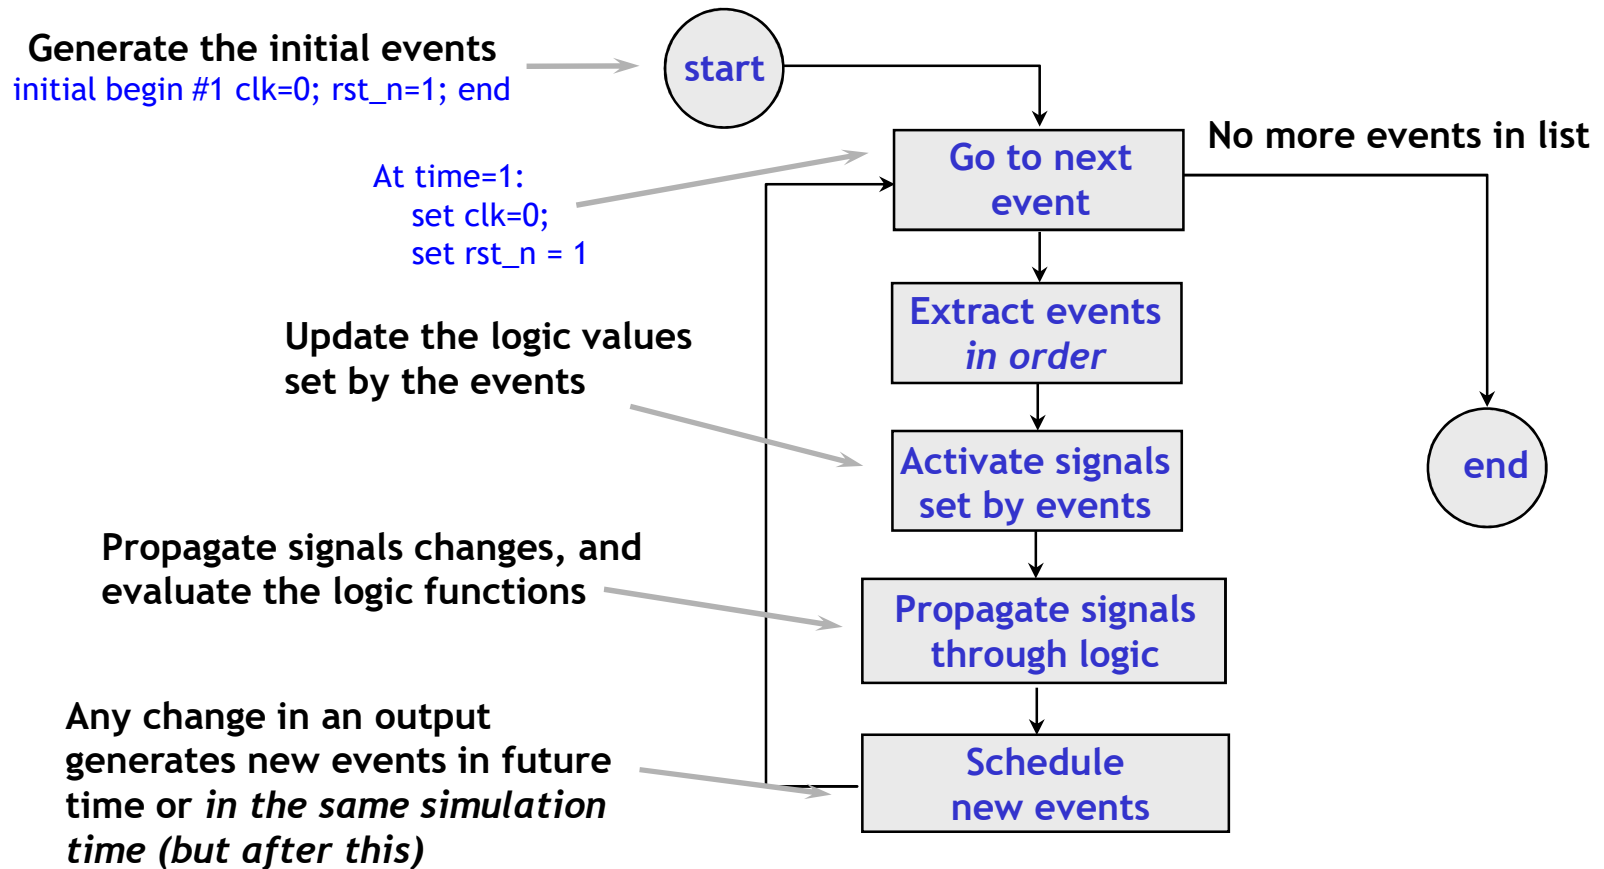 Generate the initial events
initial begin #1 clk=0; rst_n=1; end
start
No more events in list
Go to next
event
At time=1:
set clk=0;
set rst_n = 1
Extract events
in order
Update the logic values
set by the events
Activate signals
set by events
end
Propagate signals changes, and
evaluate the logic functions
Propagate signals
through logic
Any change in an output
generates new events in future
time or in the same simulation
time (but after this)
Schedule
new events